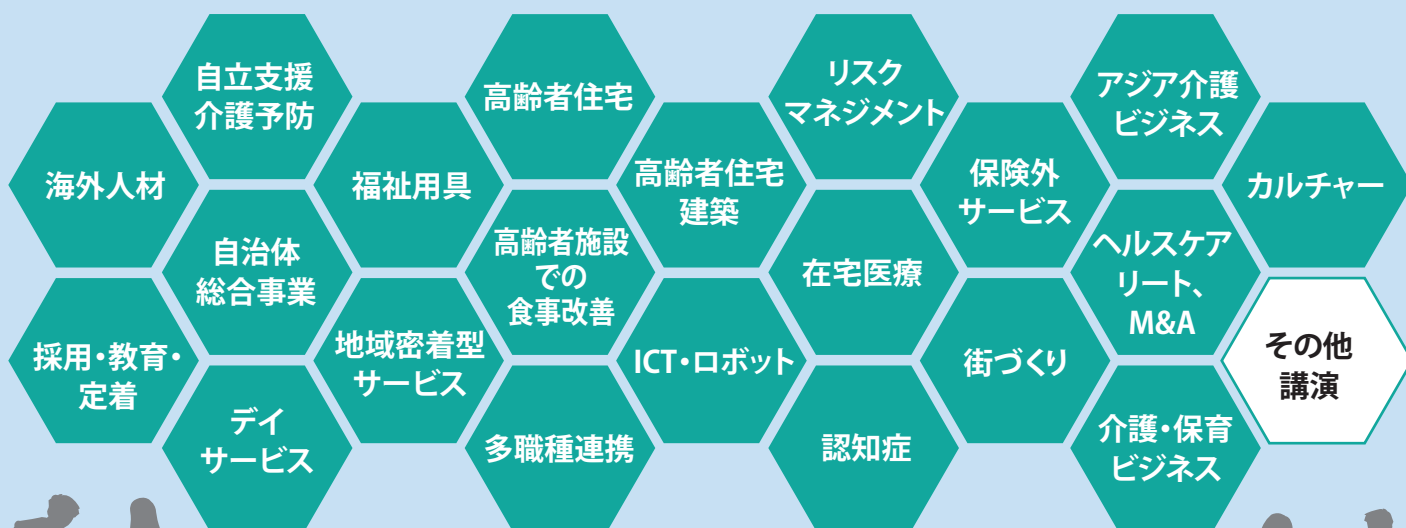 海外人材
採用・教育・
定着
自立支援
介護予防
自治体
総合事業
デイ
サービス
福祉用具
地域密着型
サービス
高齢者住宅
高齢者施設
での
食事改善
多職種連携
高齢者住宅
建築
ICT・ロボット
リスク
マネジメント
在宅医療
認知症
保険外
サービス
街づくり
アジア介護
ビジネス
ヘルスケア
リート、
M&A
介護・保育
ビジネス
カルチャー
その他
講演